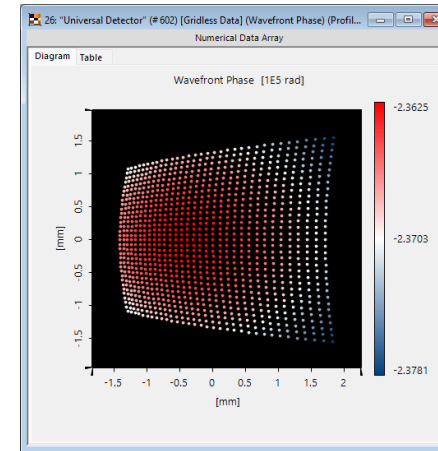 26: "Universal Detector" (# 602) [Gridless Data] (Wavefront Phase) (Profil...
Numerical Data Array
Diagram Table
Wavefront Phase [1E5 rad]
-2.3625
-2.3703
-2.3781
1.5
1
0.5
0
-0.5
-1
-1.5
[mm]
-1.5 -1 -0.5 0 0.5 1 1.5 2
[mm]